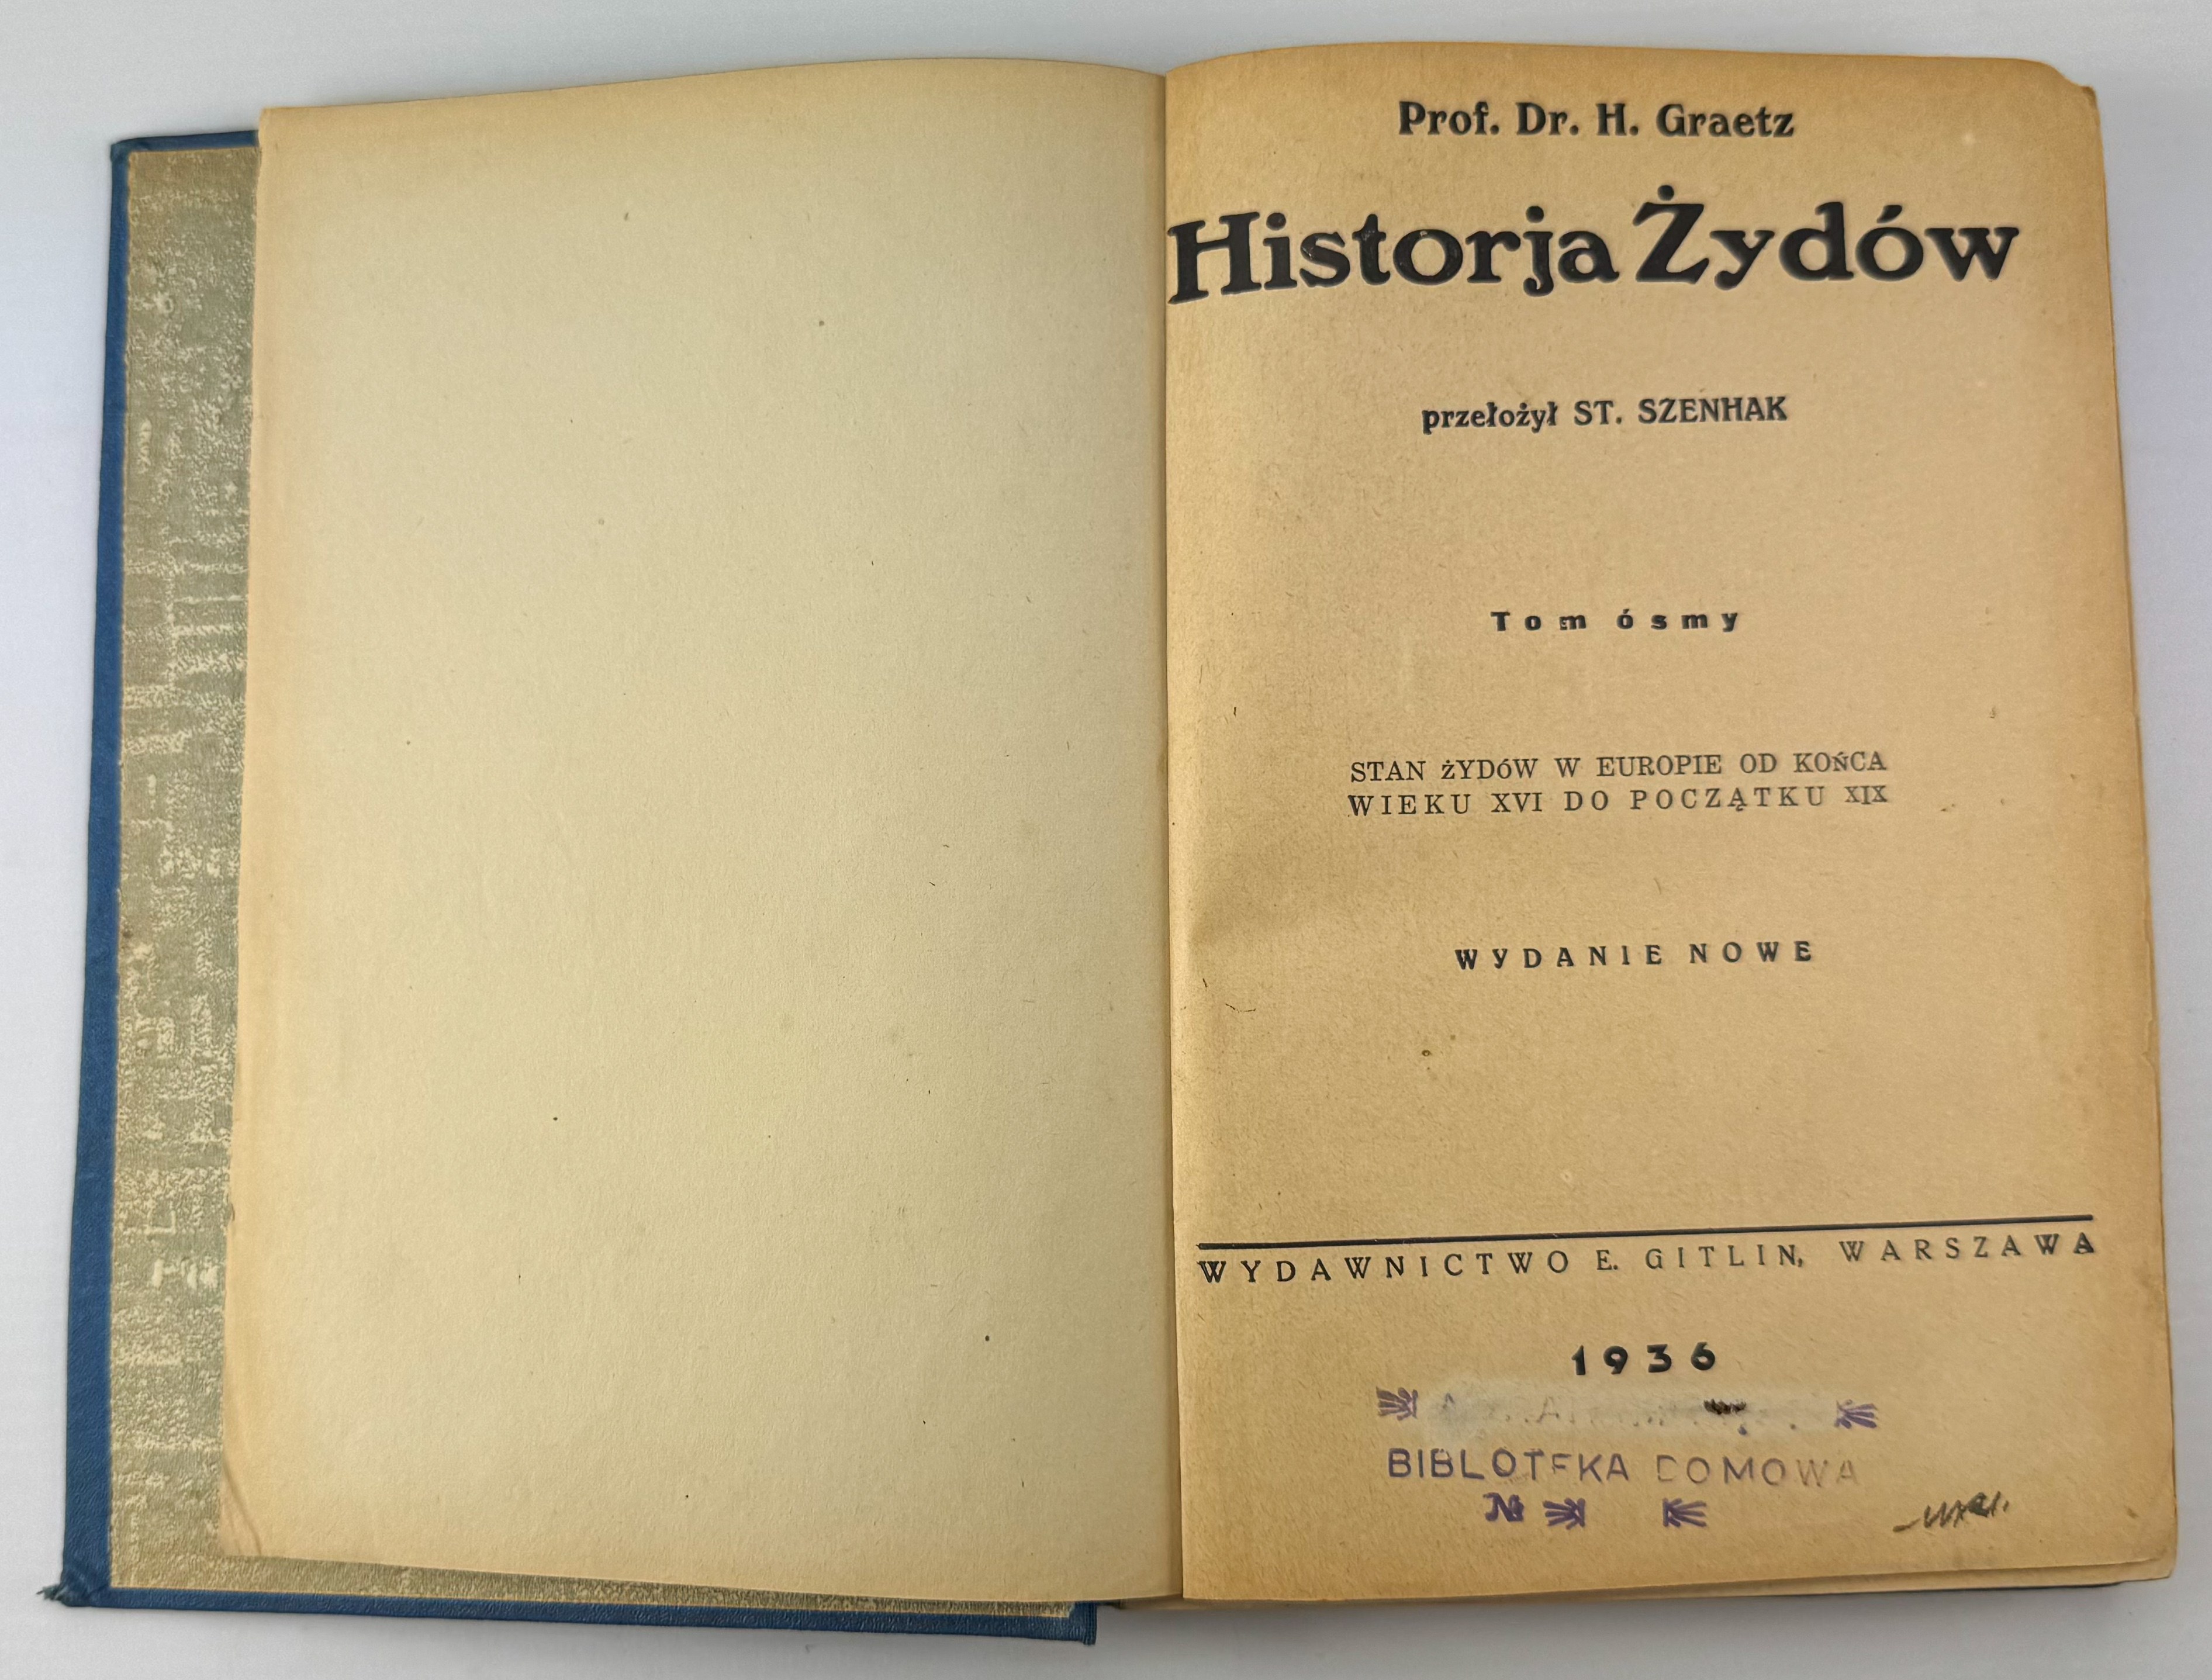 Prof. Dr. H. Graetz
Historja Żydów
przełożył ST. SZENHAK
Tom ósmy
STAN ŻYDÓW W EUROPIE OD KOŃCA
WIEKU XVI DO POCZĄTKU XIX
WYDANIE NOWE
WYDAWNICTWO E. GITLIN, WARSZAWA
1936
BIBLOTEKA DOMOWA
№